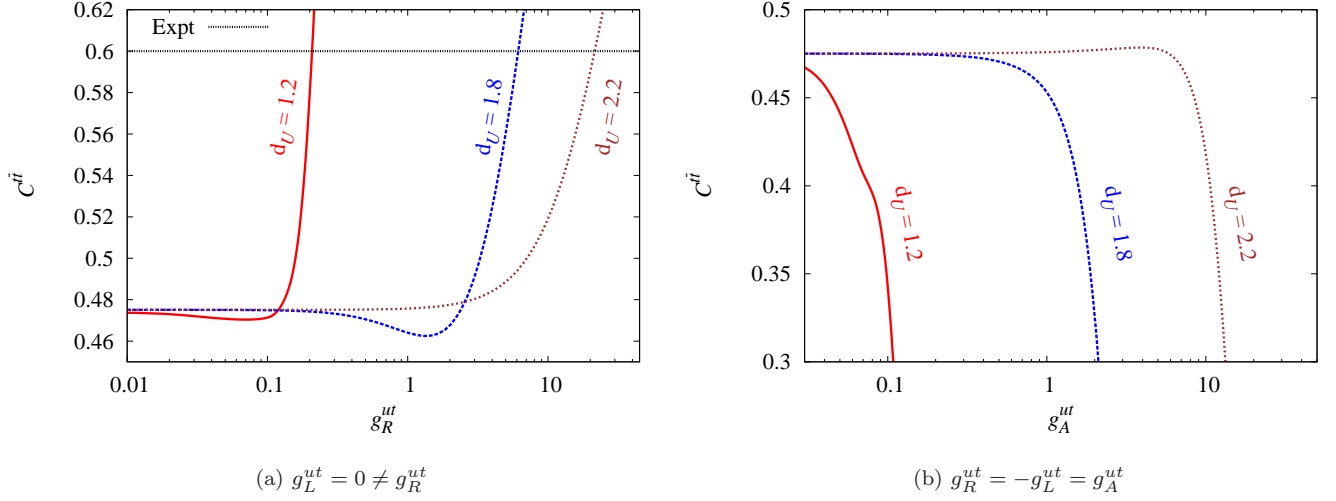 0.62
0.6
0.58
0.56
0.54
0.52
0.5
0.48
0.46
0.01
0.1
1
10
Expt
d_U = 1.2
d_U = 1.8
d_U = 2.2
C^{t\bar{t}}
g_R^{ut}
(a) g_L^{ut} = 0 ≠ g_R^{ut}
0.5
0.45
0.4
0.35
0.3
0.1
1
10
d_U = 1.2
d_U = 1.8
d_U = 2.2
C^{t\bar{t}}
g_A^{ut}
(b) g_R^{ut} = −g_L^{ut} = g_A^{ut}